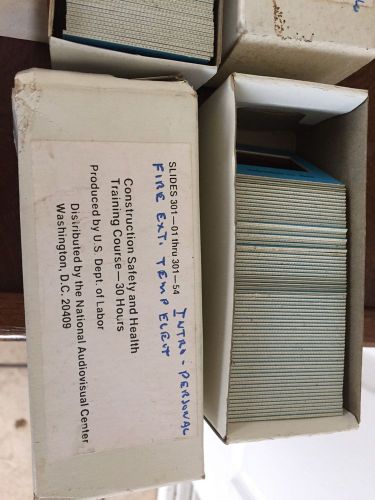 SLIDES 301-01 thru 301-54
INTRO - PERSONAL
FIRE EXT. TEMP ELECT
Construction Safety and Health
Training Course—30 Hours
Produced by U.S. Dept. of Labor
Distributed by the National Audiovisual Center
Washington, D.C. 20409